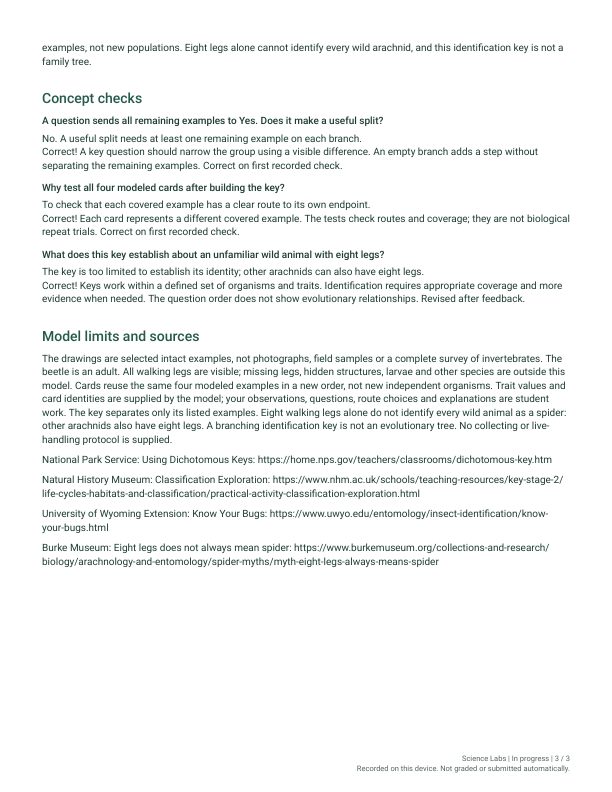 examples, not new populations. Eight legs alone cannot identify every wild arachnid, and this identification key is not a
family tree.
Concept checks
A question sends all remaining examples to Yes. Does it make a useful split?
No. A useful split needs at least one remaining example on each branch.
Correct! A key question should narrow the group using a visible difference. An empty branch adds a step without
separating the remaining examples. Correct on first recorded check.
Why test all four modeled cards after building the key?
To check that each covered example has a clear route to its own endpoint.
Correct! Each card represents a different covered example. The tests check routes and coverage; they are not biological
repeat trials. Correct on first recorded check.
What does this key establish about an unfamiliar wild animal with eight legs?
The key is too limited to establish its identity; other arachnids can also have eight legs.
Correct! Keys work within a defined set of organisms and traits. Identification requires appropriate coverage and more
evidence when needed. The question order does not show evolutionary relationships. Revised after feedback.
Model limits and sources
The drawings are selected intact examples, not photographs, field samples or a complete survey of invertebrates. The
beetle is an adult. All walking legs are visible; missing legs, hidden structures, larvae and other species are outside this
model. Cards reuse the same four modeled examples in a new order, not new independent organisms. Trait values and
card identities are supplied by the model; your observations, questions, route choices and explanations are student
work. The key separates only its listed examples. Eight walking legs alone do not identify every wild animal as a spider:
other arachnids also have eight legs. A branching identification key is not an evolutionary tree. No collecting or live-
handling protocol is supplied.
National Park Service: Using Dichotomous Keys: https://home.nps.gov/teachers/classrooms/dichotomous-key.htm
Natural History Museum: Classification Exploration: https://www.nhm.ac.uk/schools/teaching-resources/key-stage-2/
life-cycles-habitats-and-classification/practical-activity-classification-exploration.html
University of Wyoming Extension: Know Your Bugs: https://www.uwyo.edu/entomology/insect-identification/know-
your-bugs.html
Burke Museum: Eight legs does not always mean spider: https://www.burkemuseum.org/collections-and-research/
biology/arachnology-and-entomology/spider-myths/myth-eight-legs-always-means-spider
Science Labs | In progress | 3 / 3
Recorded on this device. Not graded or submitted automatically.